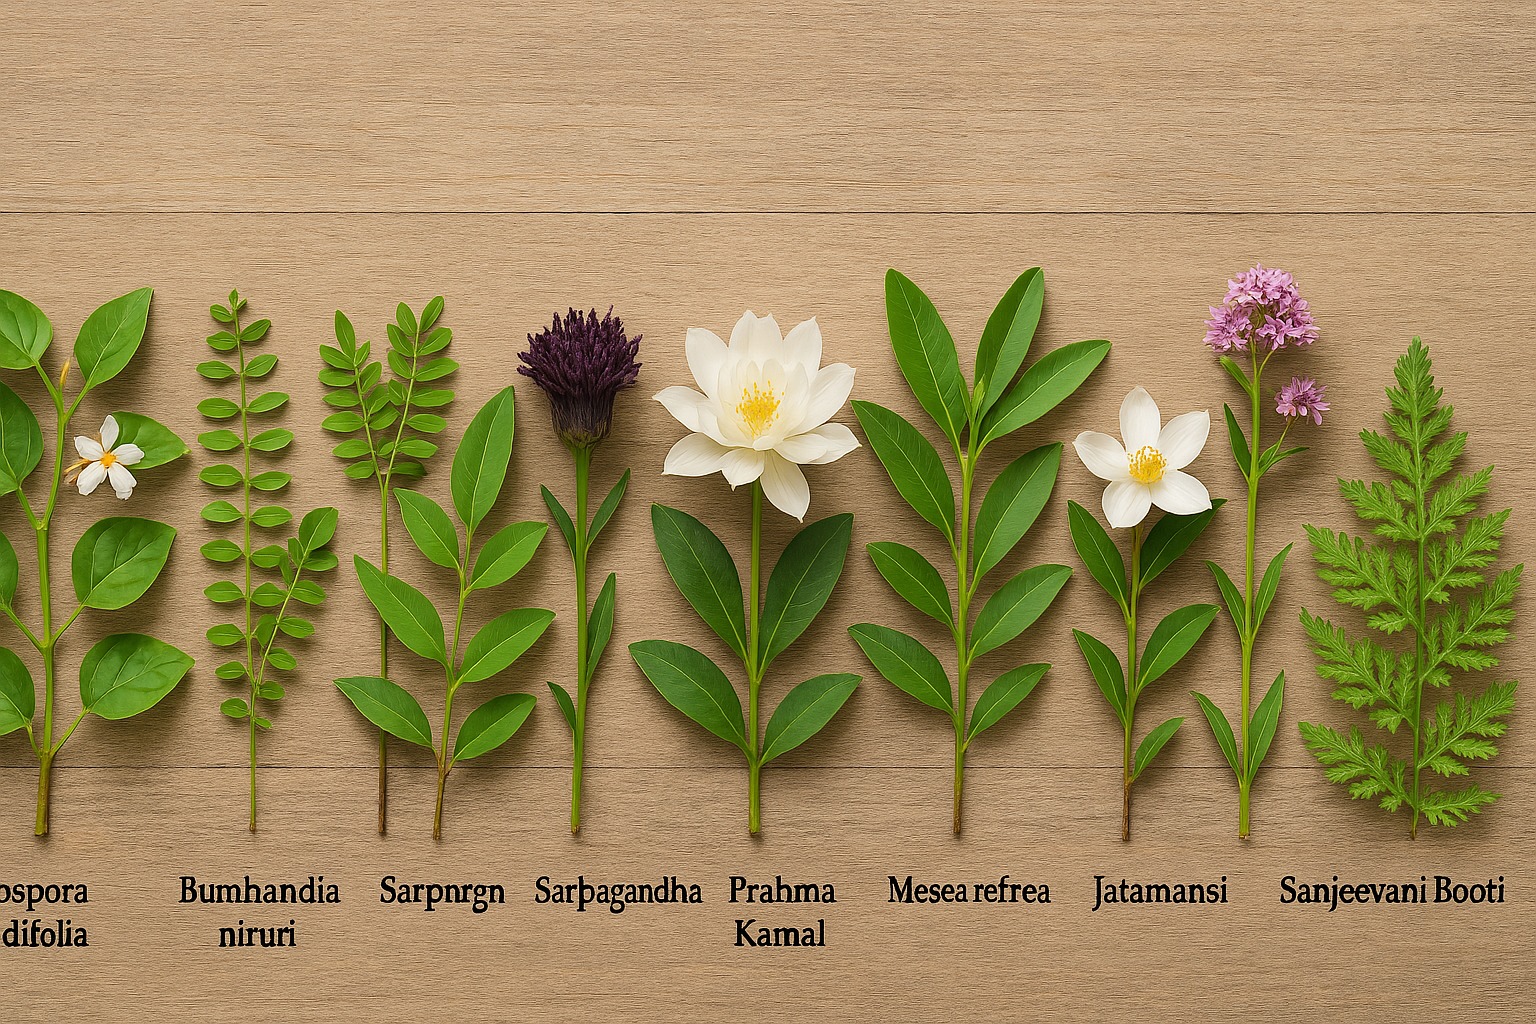 ospora
difolia
Bumhandia
niruri
Sarpnrgn
Sarþagandha
Prahma
Kamal
Mesea refrea
Jatamansi
Sanjeevani Booti